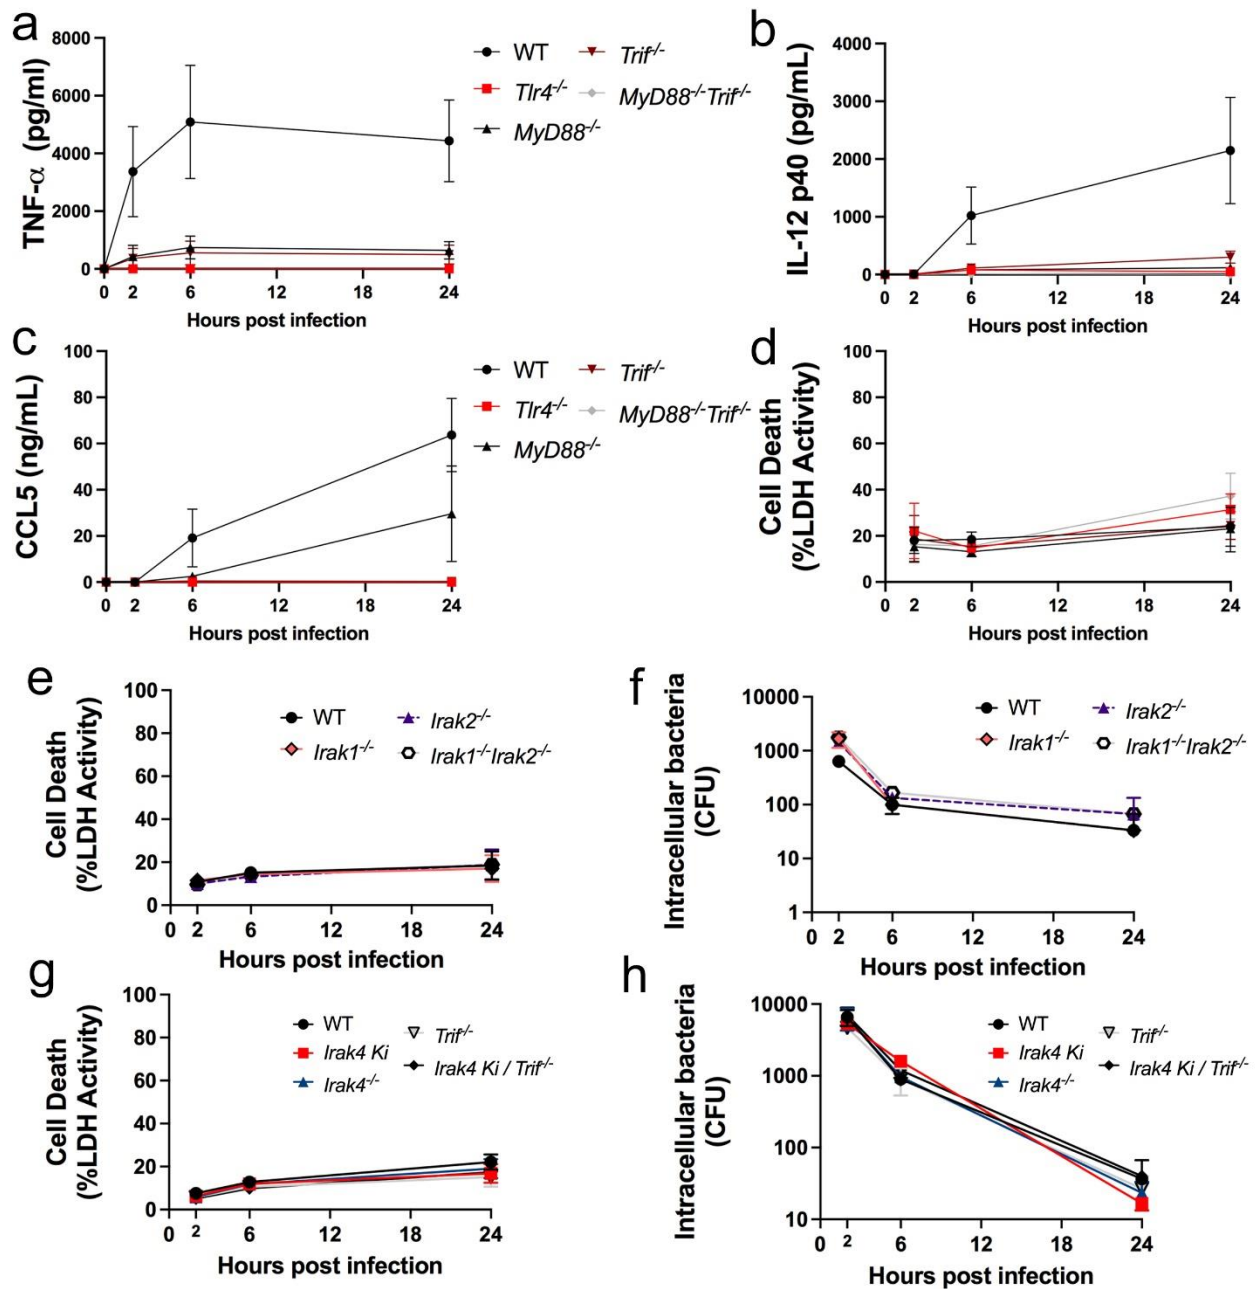 a
TNF-α (pg/ml)
8000
6000
4000
2000
0
0 2 6 12 18 24
Hours post infection
WT
Tlr4-/-
MyD88-/-
Trif-/-
MyD88-/-Trif-/-
b
IL-12 p40 (pg/mL)
4000
3000
2000
1000
0
0 2 6 12 18 24
Hours post infection
c
CCL5 (ng/mL)
100
80
60
40
20
0
0 2 6 12 18 24
Hours post infection
WT
Tlr4-/-
MyD88-/-
Trif-/-
MyD88-/-Trif-/-
d
Cell Death
(%LDH Activity)
100
80
60
40
20
0
0 2 6 12 18 24
Hours post infection
e
Cell Death
(%LDH Activity)
100
80
60
40
20
0
0 2 6 12 18 24
Hours post infection
WT
Irak1-/-
Irak2-/-
Irak1-/-Irak2-/-
f
Intracellular bacteria
(CFU)
10000
1000
100
10
1
0 2 6 12 18 24
Hours post infection
WT
Irak1-/-
Irak2-/-
Irak1-/-Irak2-/-
g
Cell Death
(%LDH Activity)
100
80
60
40
20
0
0 2 6 12 18 24
Hours post infection
WT
Irak4 Ki
Irak4-/-
Trif-/-
Irak4 Ki / Trif-/-
h
Intracellular bacteria
(CFU)
10000
1000
100
10
0 2 6 12 18 24
Hours post infection
WT
Irak4 Ki
Irak4-/-
Trif-/-
Irak4 Ki / Trif-/-